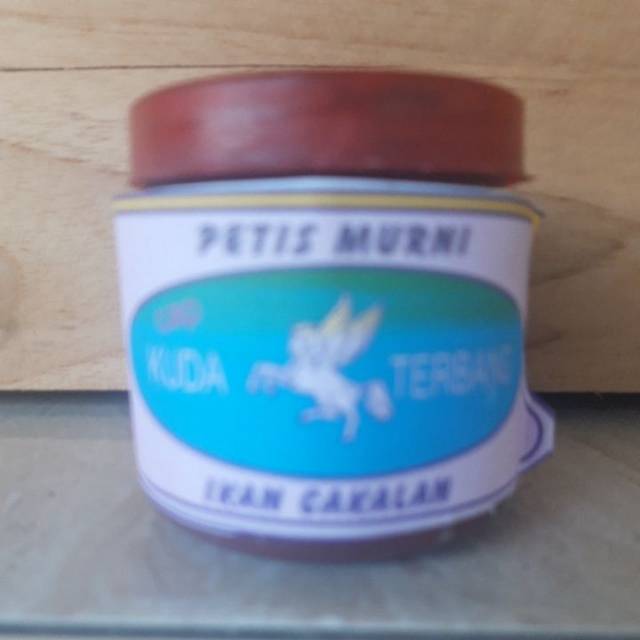 PETIS MURNI
KUDA TERBANG
IKAN CAKALAN